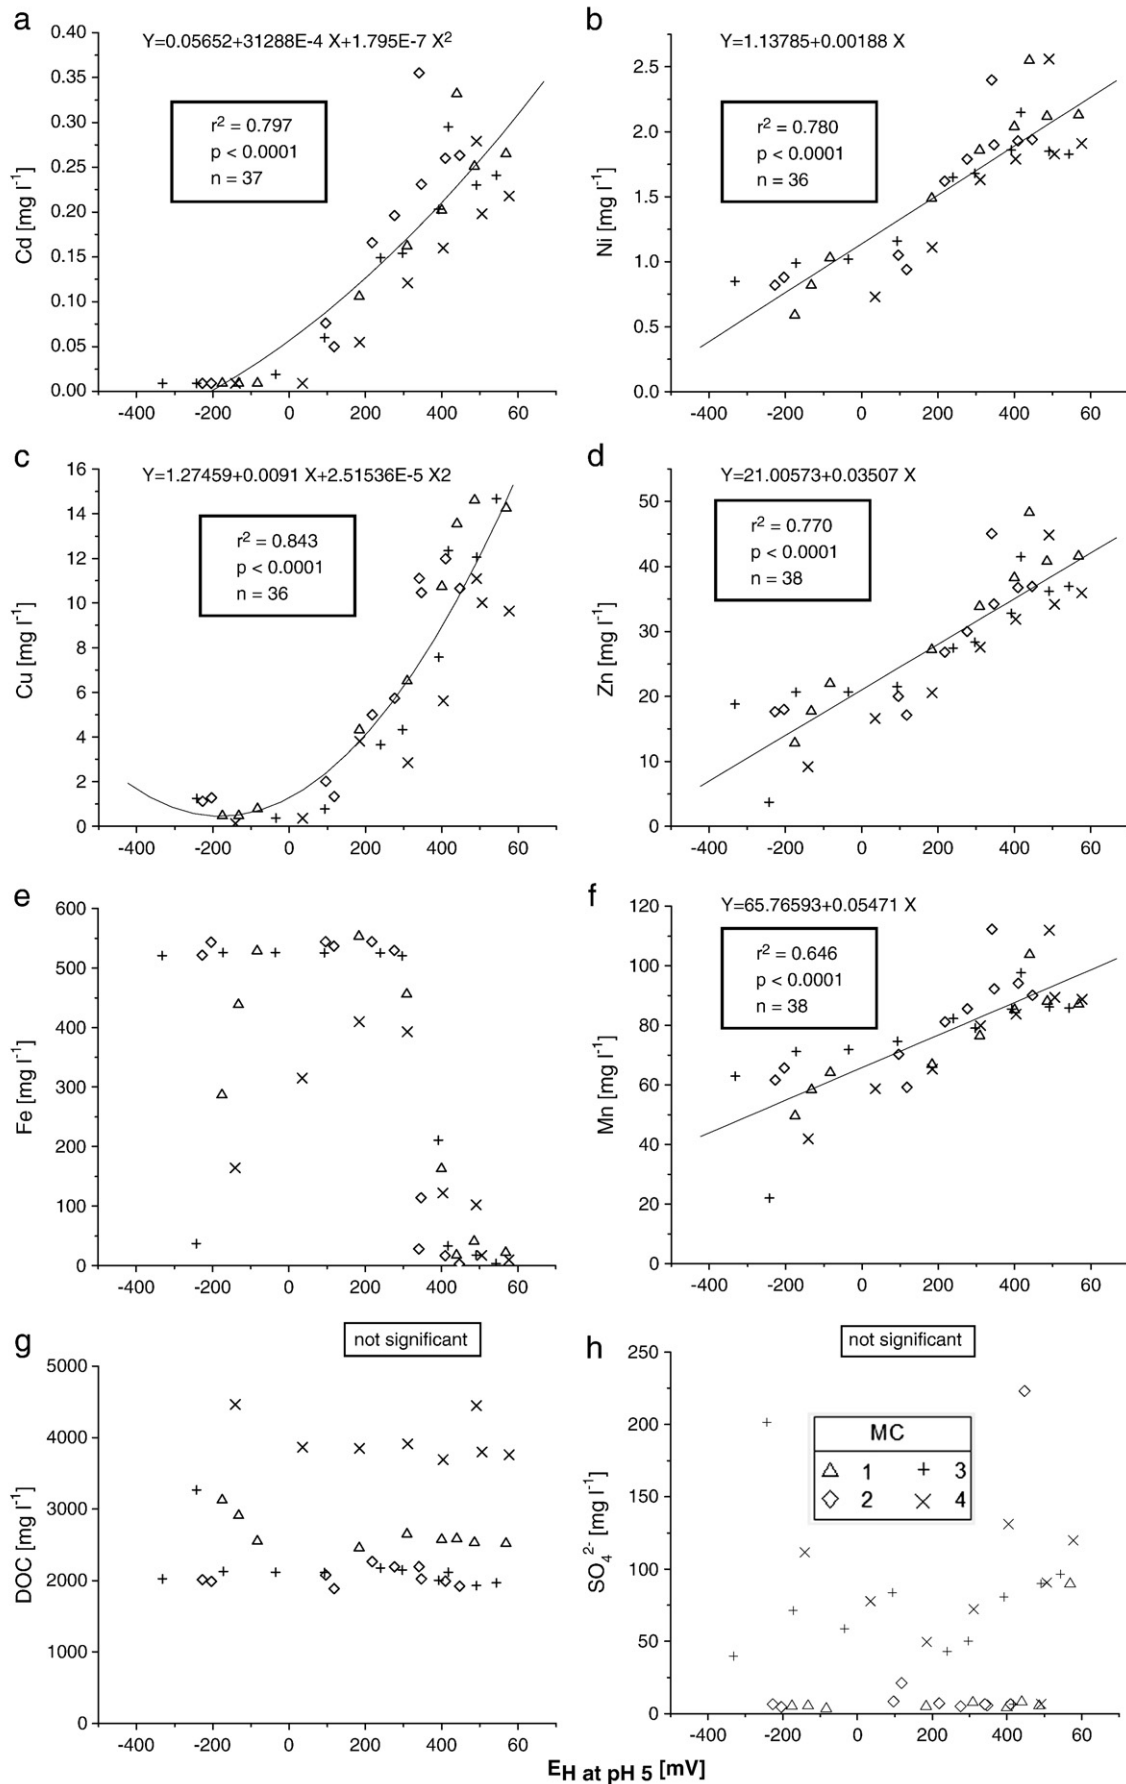 a
Y=0.05652+31288E-4 X+1.795E-7 X²
r² = 0.797
p < 0.0001
n = 37
Cd [mg l⁻¹]
0.40
0.35
0.30
0.25
0.20
0.15
0.10
0.05
0.00
-400 -200 0 200 400 60
b
Y=1.13785+0.00188 X
r² = 0.780
p < 0.0001
n = 36
Ni [mg l⁻¹]
2.5
2.0
1.5
1.0
0.5
0.0
-400 -200 0 200 400 60
c
Y=1.27459+0.0091 X+2.51536E-5 X2
r² = 0.843
p < 0.0001
n = 36
Cu [mg l⁻¹]
16
14
12
10
8
6
4
2
0
-400 -200 0 200 400 60
d
Y=21.00573+0.03507 X
r² = 0.770
p < 0.0001
n = 38
Zn [mg l⁻¹]
50
40
30
20
10
0
-400 -200 0 200 400 60
e
Fe [mg l⁻¹]
600
500
400
300
200
100
0
-400 -200 0 200 400 60
f
Y=65.76593+0.05471 X
r² = 0.646
p < 0.0001
n = 38
Mn [mg l⁻¹]
120
100
80
60
40
20
0
-400 -200 0 200 400 60
g
not significant
DOC [mg l⁻¹]
5000
4000
3000
2000
1000
0
-400 -200 0 200 400 60
h
not significant
SO₄²⁻ [mg l⁻¹]
250
200
150
100
50
0
MC
1 3
2 4
-400 -200 0 200 400 60
E_H at pH 5 [mV]